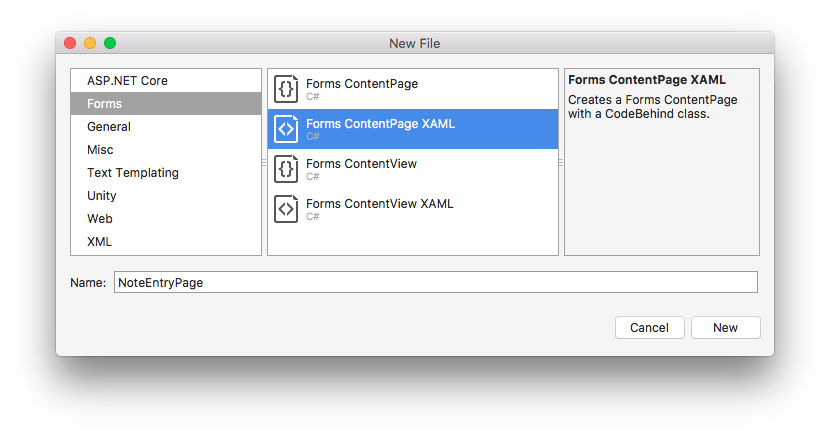 New File
ASP.NET Core
Forms
General
Misc
Text Templating
Unity
Web
XML
Forms ContentPage
C#
Forms ContentPage XAML
C#
Forms ContentView
C#
Forms ContentView XAML
C#
Forms ContentPage XAML
Creates a Forms ContentPage
with a CodeBehind class.
Name: NoteEntryPage
Cancel New